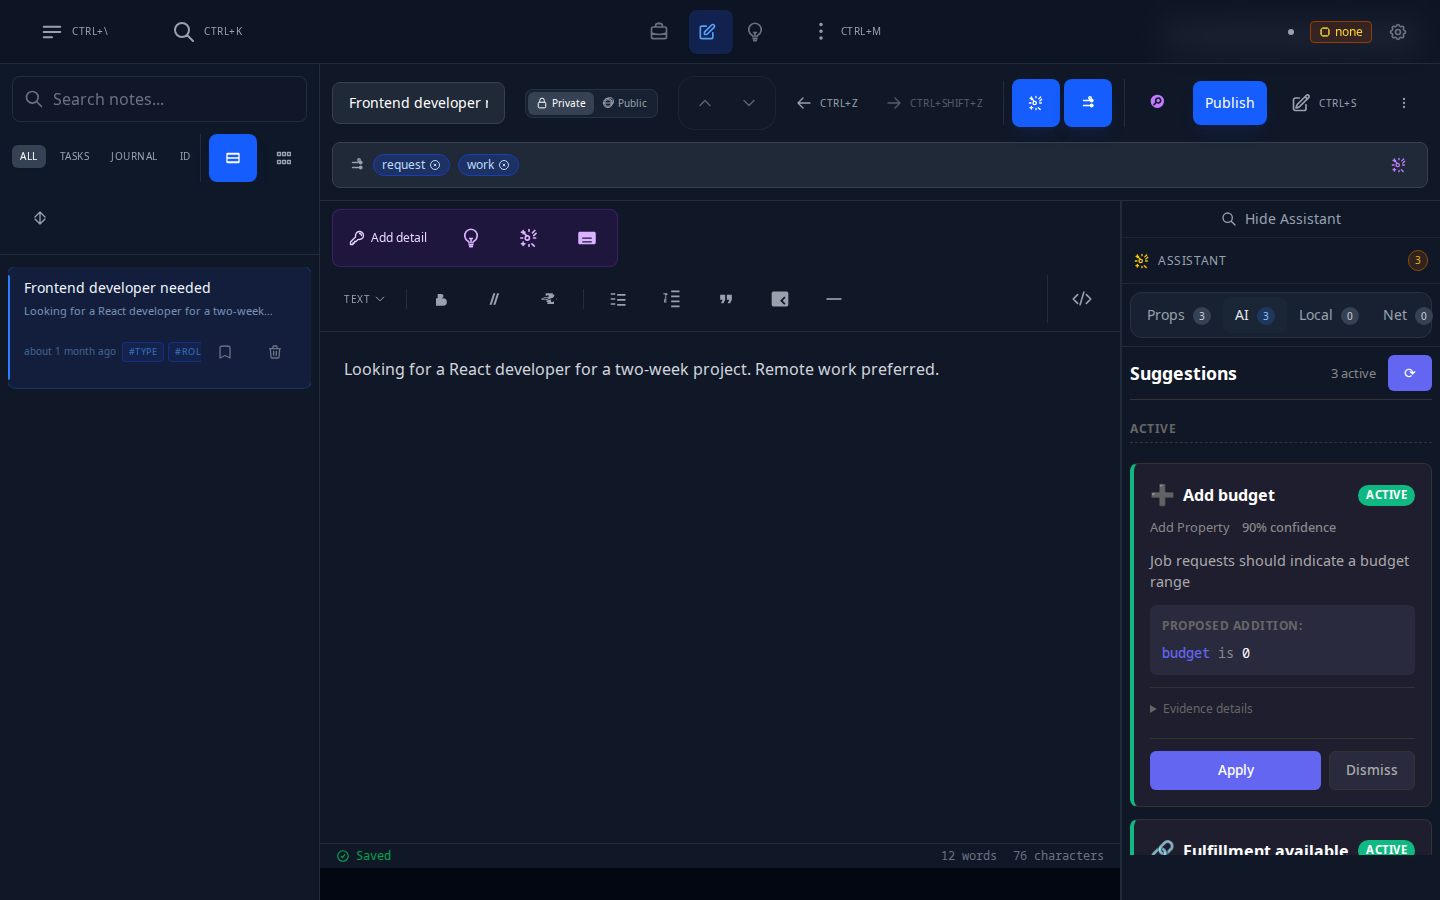 CTRL+\
CTRL+K
CTRL+M
none
Search notes...
ALL
TASKS
JOURNAL
ID
Frontend developer needed
Looking for a React developer for a two-week...
about 1 month ago
#TYPE
#ROL
Frontend developer r
Private
Public
CTRL+Z
CTRL+SHIFT+Z
Publish
CTRL+S
request
work
Add detail
TEXT
Looking for a React developer for a two-week project. Remote work preferred.
Saved
12 words
76 characters
Hide Assistant
ASSISTANT
3
Props 3
AI 3
Local 0
Net 0
Suggestions
3 active
ACTIVE
Add budget
ACTIVE
Add Property
90% confidence
Job requests should indicate a budget
range
PROPOSED ADDITION:
budget is 0
Evidence details
Apply
Dismiss
Fulfillment available
ACTIVE